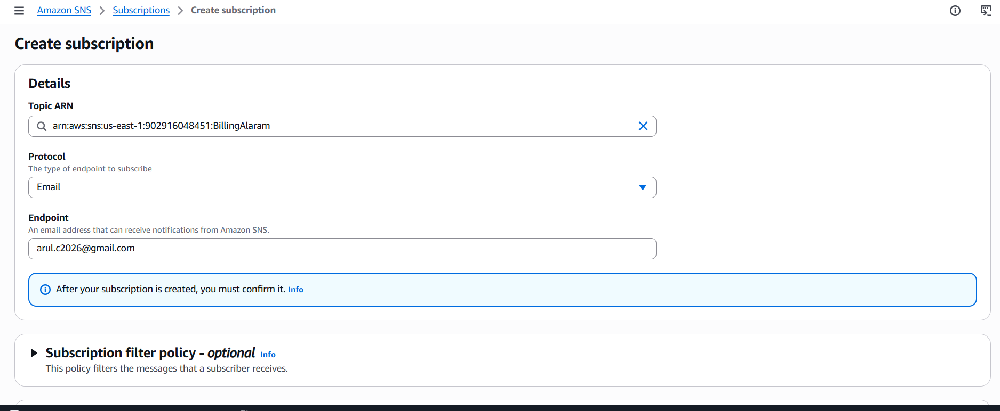 Amazon SNS > Subscriptions > Create subscription
Create subscription
Details
Topic ARN
arn:aws:sns:us-east-1:902916048451:BillingAlaram
Protocol
The type of endpoint to subscribe
Email
Endpoint
An email address that can receive notifications from Amazon SNS.
arul.c2026@gmail.com
After your subscription is created, you must confirm it. Info
Subscription filter policy - optional Info
This policy filters the messages that a subscriber receives.